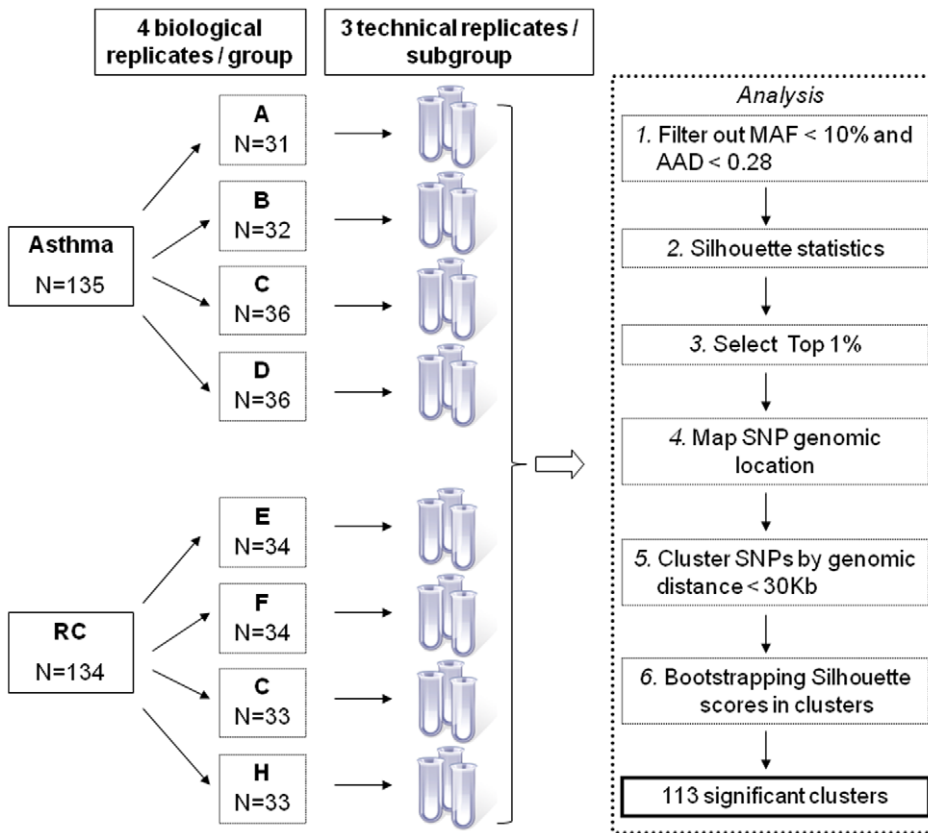 4 biological
replicates / group
3 technical replicates /
subgroup
Asthma
N=135
A
N=31
B
N=32
C
N=36
D
N=36
RC
N=134
E
N=34
F
N=34
C
N=33
H
N=33
Analysis
1. Filter out MAF < 10% and
AAD < 0.28
2. Silhouette statistics
3. Select Top 1%
4. Map SNP genomic
location
5. Cluster SNPs by genomic
distance < 30Kb
6. Bootstrapping Silhouette
scores in clusters
113 significant clusters